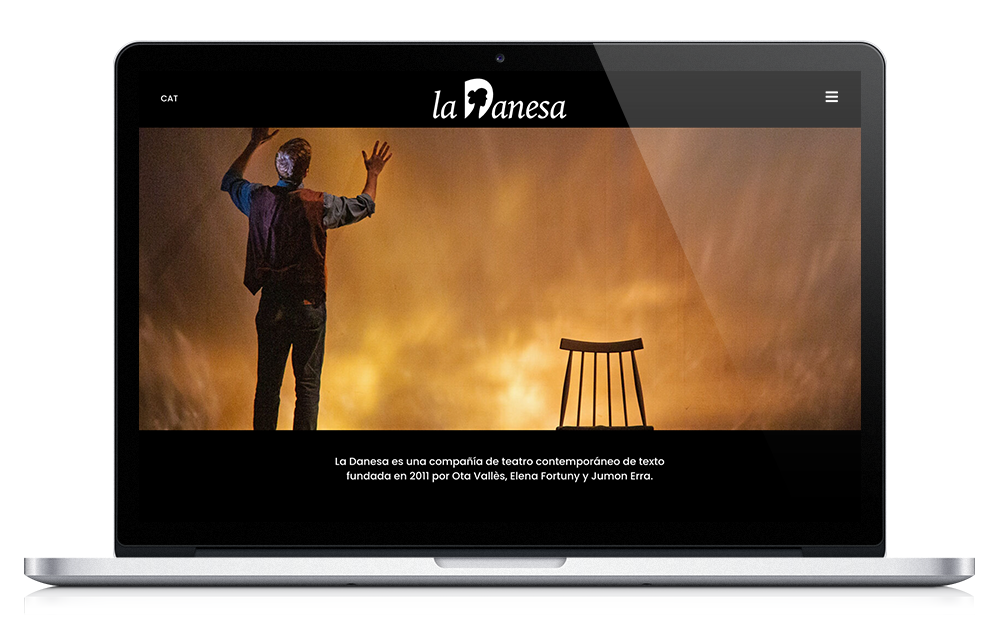 CAT
la Danesa
La Danesa es una compañía de teatro contemporáneo de texto
fundada en 2011 por Ota Vallès, Elena Fortuny y Jumon Erra.